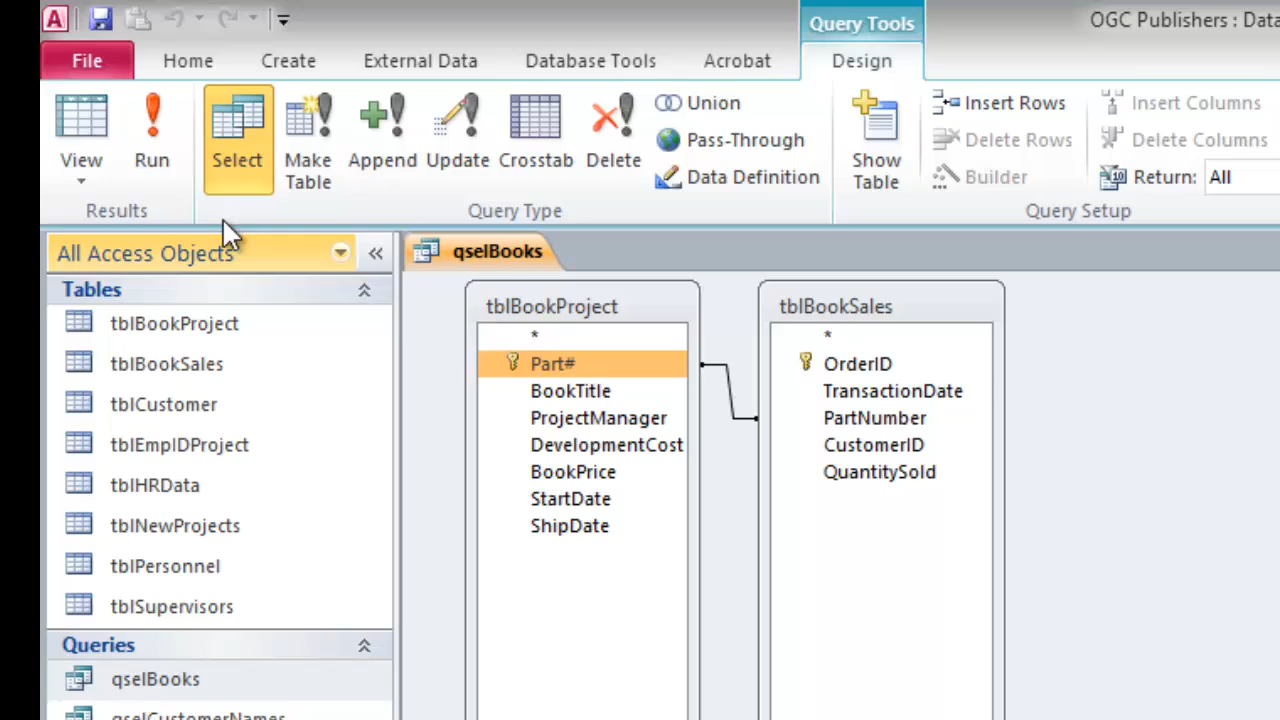 A
Query Tools
OGC Publishers : Data
File Home Create External Data Database Tools Acrobat Design
View Run Select Make Table Append Update Crosstab Delete
Union
Pass-Through
Data Definition
Show Table
Insert Rows
Delete Rows
Builder
Insert Columns
Delete Columns
Return: All
Results Query Type Query Setup
All Access Objects «
Tables
tblBookProject
tblBookSales
tblCustomer
tblEmpIDProject
tblHRData
tblNewProjects
tblPersonnel
tblSupervisors
Queries
qselBooks
qselCustomerNames
qselBooks
tblBookProject
*
Part#
BookTitle
ProjectManager
DevelopmentCost
BookPrice
StartDate
ShipDate
tblBookSales
*
OrderID
TransactionDate
PartNumber
CustomerID
QuantitySold